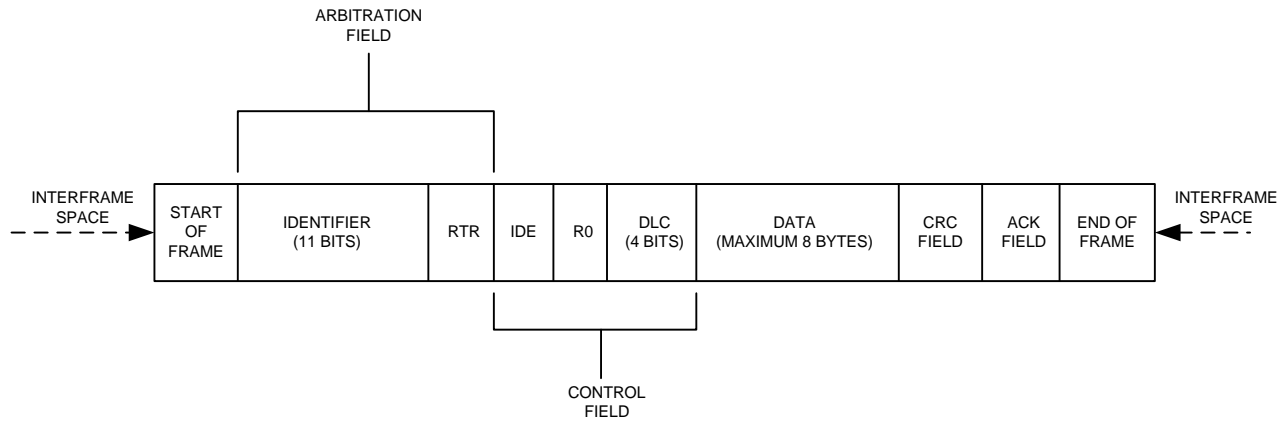 ARBITRATION
FIELD
INTERFRAME
SPACE
START
OF
FRAME
IDENTIFIER
(11 BITS)
RTR
IDE
R0
DLC
(4 BITS)
DATA
(MAXIMUM 8 BYTES)
CRC
FIELD
ACK
FIELD
END OF
FRAME
INTERFRAME
SPACE
CONTROL
FIELD